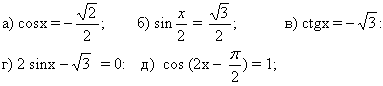 а) cosx = −√2/2; б) sin x/2 = √3/2; в) ctgx = −√3:
г) 2 sinx − √3 = 0: д) cos (2x − π/2) = 1;